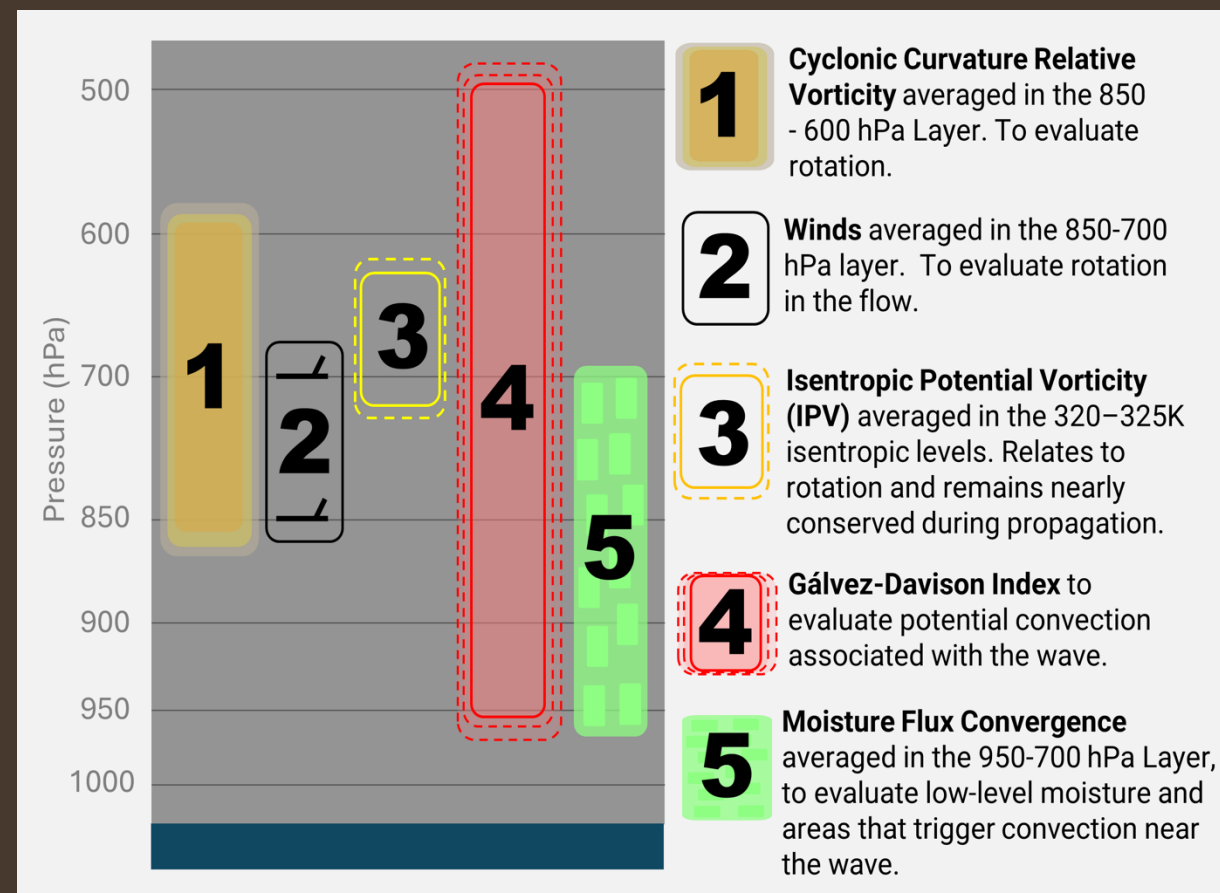 Pressure (hPa)
500
600
700
850
900
950
1000
1
2
3
4
5
1
Cyclonic Curvature Relative
Vorticity averaged in the 850
- 600 hPa Layer. To evaluate
rotation.
2
Winds averaged in the 850-700
hPa layer. To evaluate rotation
in the flow.
3
Isentropic Potential Vorticity
(IPV) averaged in the 320–325K
isentropic levels. Relates to
rotation and remains nearly
conserved during propagation.
4
Gálvez-Davison Index to
evaluate potential convection
associated with the wave.
5
Moisture Flux Convergence
averaged in the 950-700 hPa Layer,
to evaluate low-level moisture and
areas that trigger convection near
the wave.